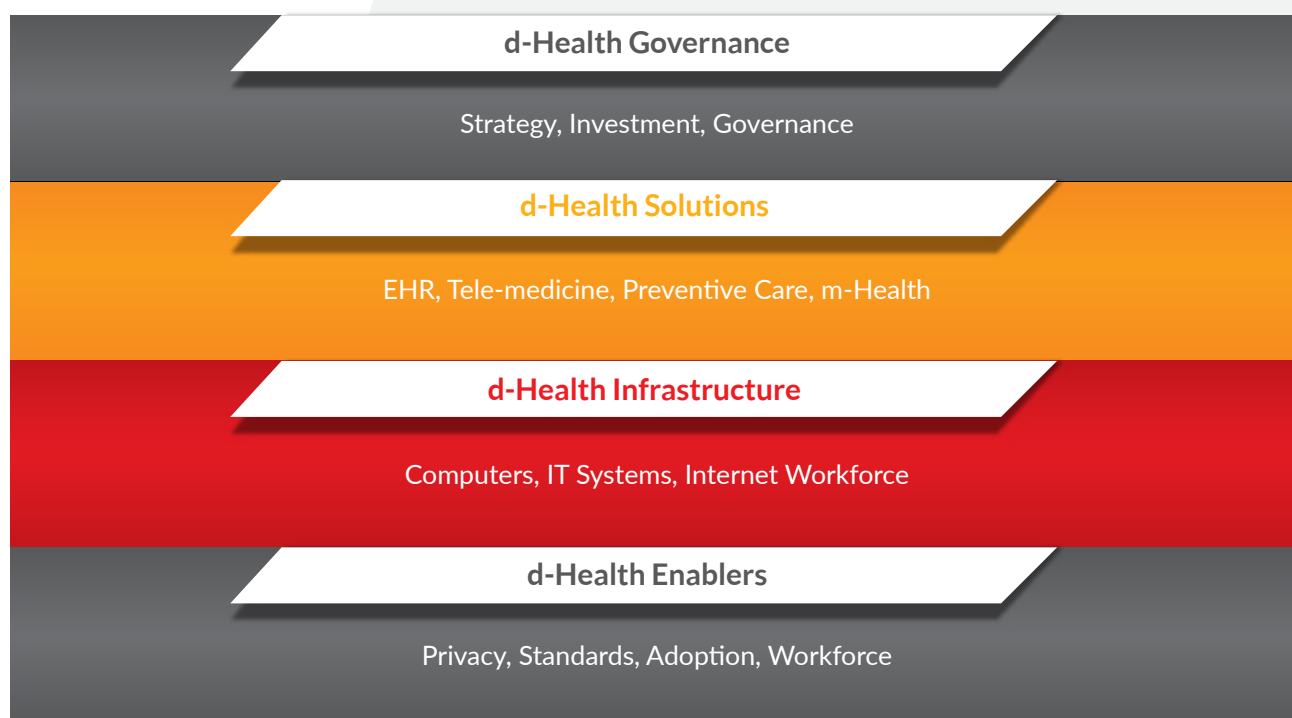 d-Health Governance
Strategy, Investment, Governance
d-Health Solutions
EHR, Tele-medicine, Preventive Care, m-Health
d-Health Infrastructure
Computers, IT Systems, Internet Workforce
d-Health Enablers
Privacy, Standards, Adoption, Workforce